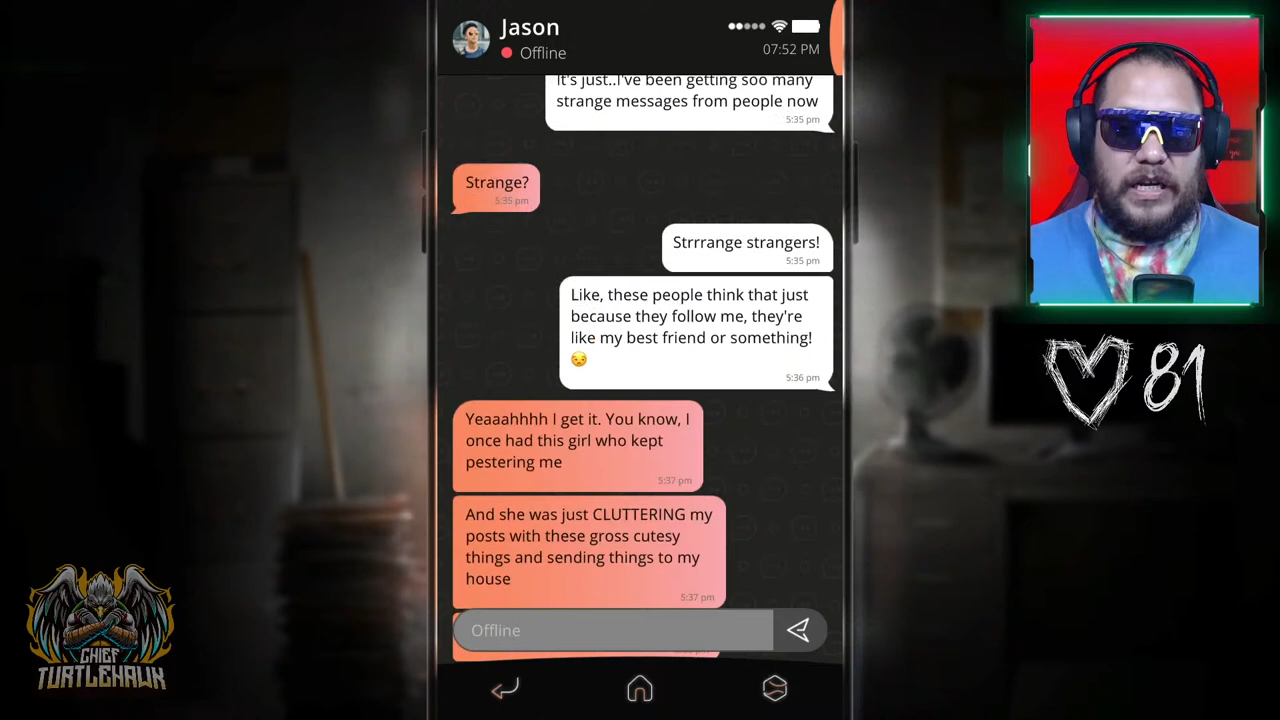 Jason
Offline
07:52 PM
It's just..I've been getting soo many
strange messages from people now
5:35 pm
Strange?
5:35 pm
Strrrange strangers!
5:35 pm
Like, these people think that just
because they follow me, they're
like my best friend or something!
😒
5:36 pm
Yeaaahhhh I get it. You know, I
once had this girl who kept
pestering me
5:37 pm
And she was just CLUTTERING my
posts with these gross cutesy
things and sending things to my
house
5:37 pm
Offline
81
CHIEF
TURTLEHAWK